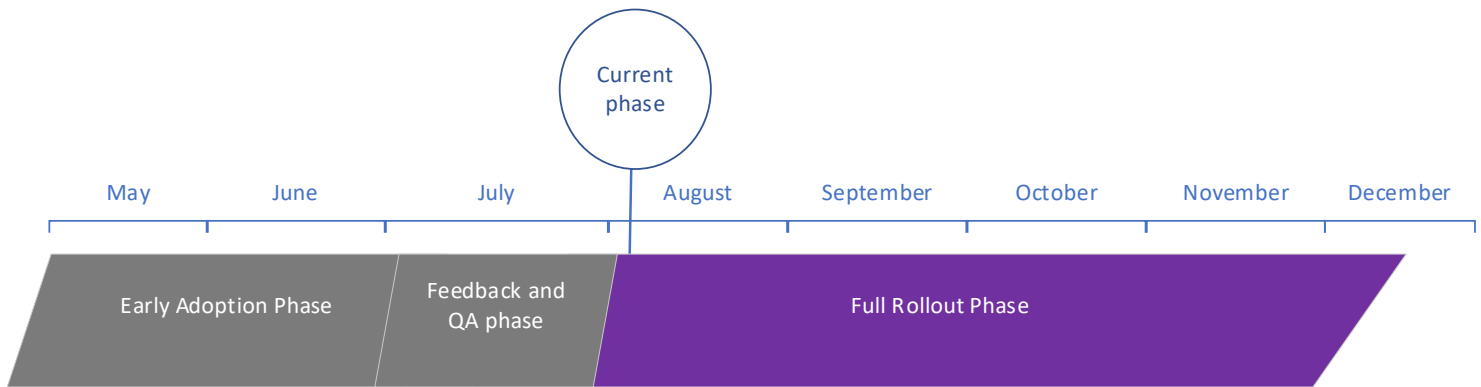 Current
phase
May June July August September October November December
Early Adoption Phase
Feedback and
QA phase
Full Rollout Phase